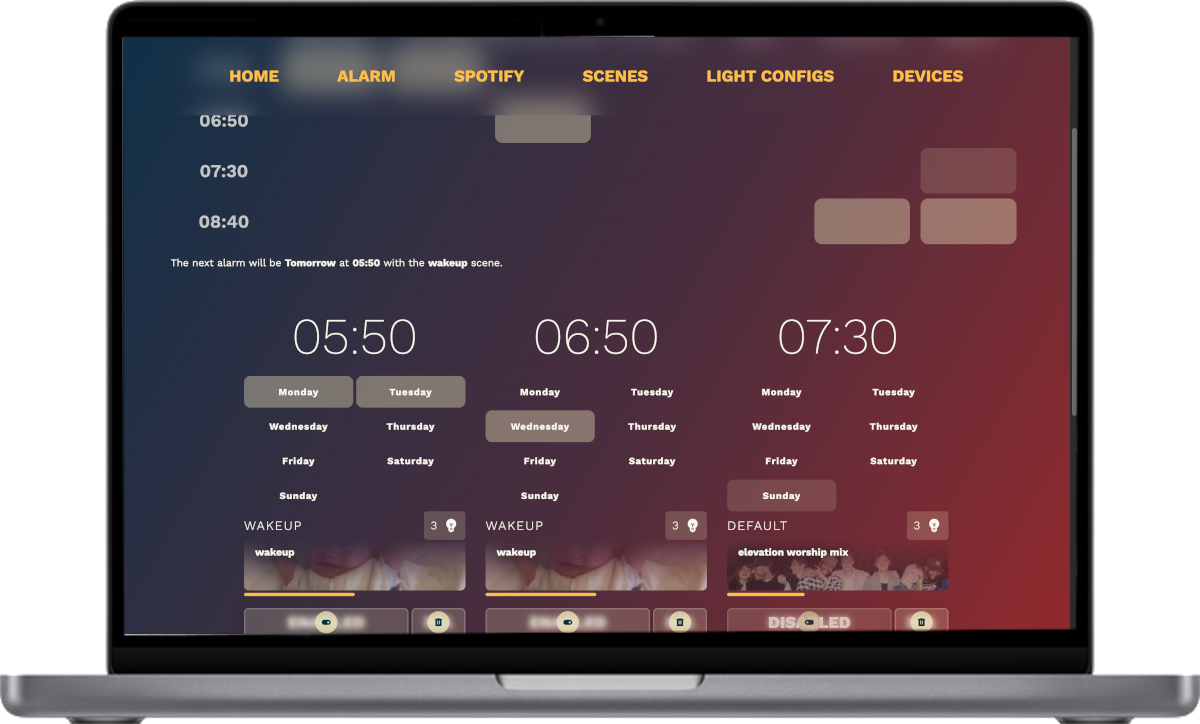 HOME ALARM SPOTIFY SCENES LIGHT CONFIGS DEVICES
06:50
07:30
08:40
The next alarm will be Tomorrow at 05:50 with the wakeup scene.
05:50 06:50 07:30
Monday Tuesday Monday Tuesday Monday Tuesday
Wednesday Thursday Wednesday Thursday Wednesday Thursday
Friday Saturday Friday Saturday Friday Saturday
Sunday Sunday Sunday
WAKEUP 3 WAKEUP 3 DEFAULT 3
wakeup wakeup elevation worship mix